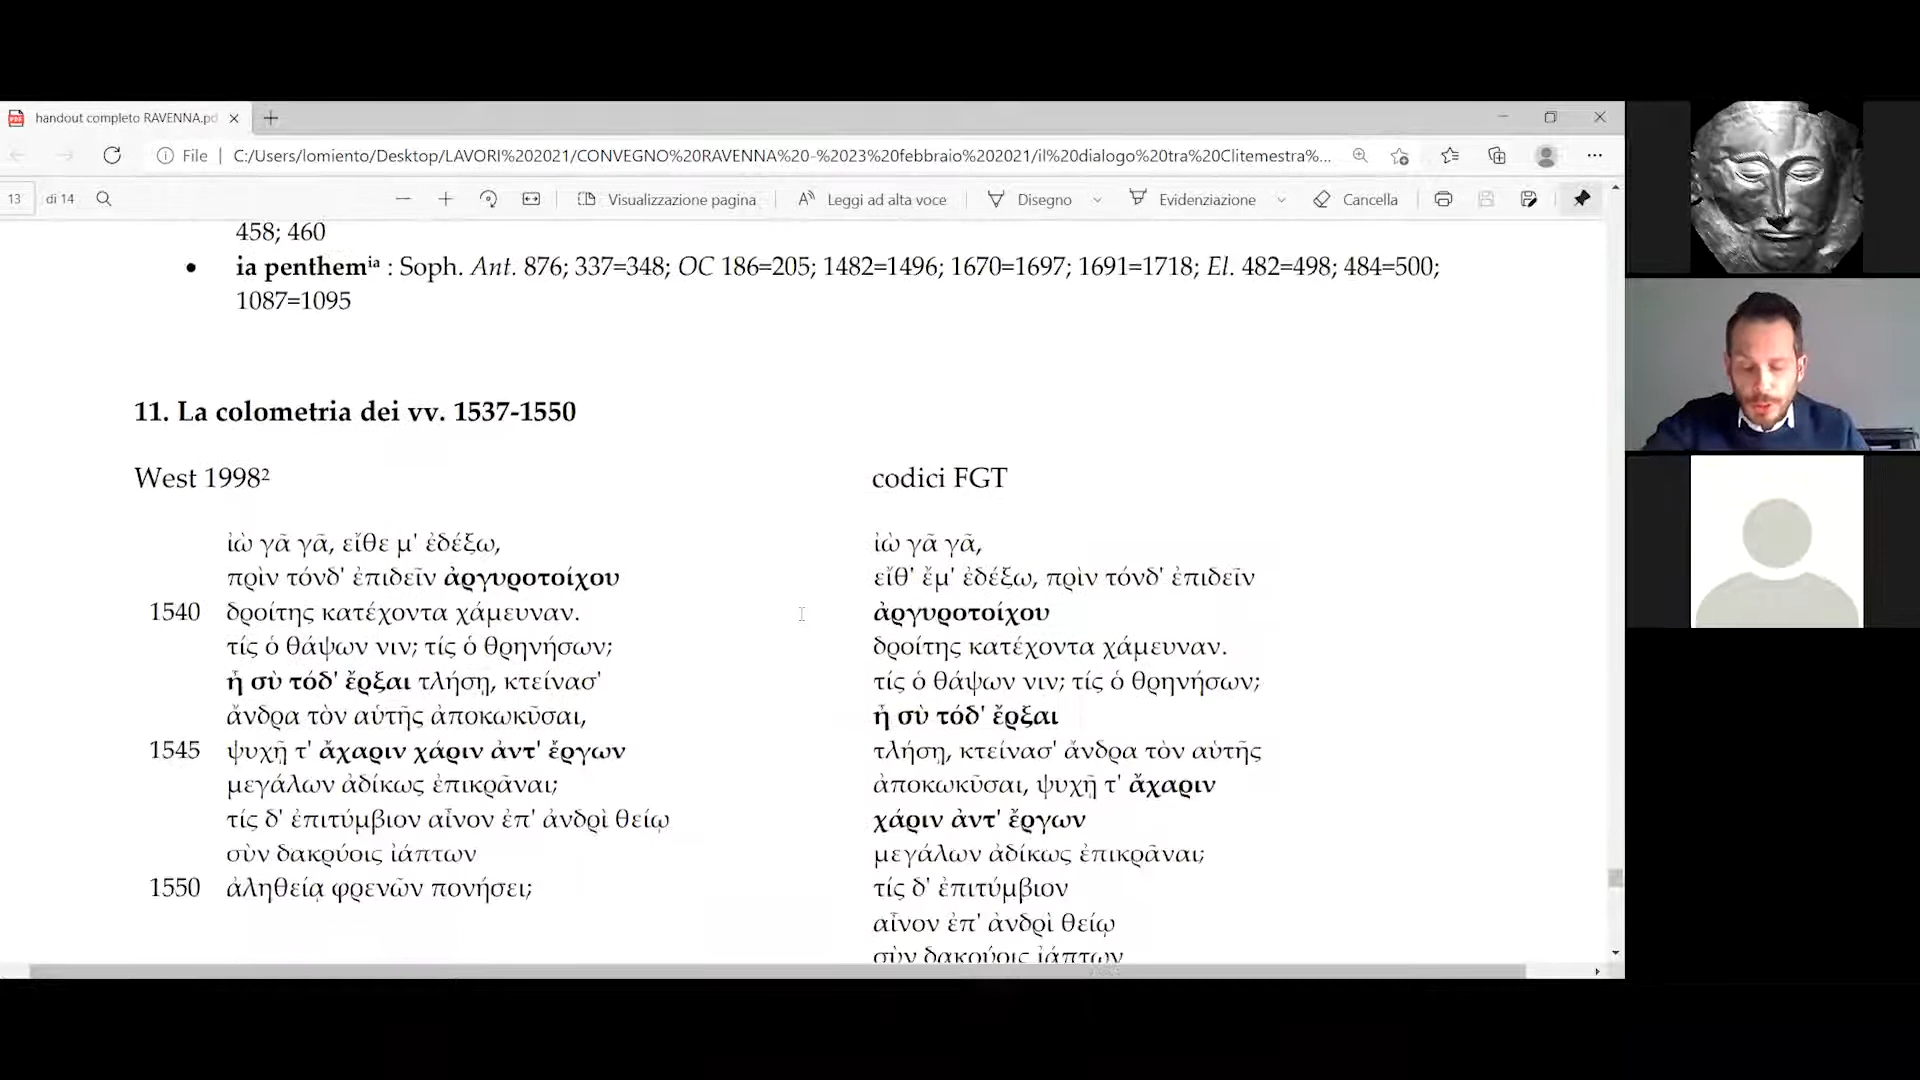 handout completo RAVENNA.pd
File
C:/Users/lomiento/Desktop/LAVORI%202021/CONVEGNO%20RAVENNA%20-%2023%20febbraio%202021/il%20dialogo%20tra%20Clitemestra%...
13 di 14
Visualizzazione pagina
Leggi ad alta voce
Disegno
Evidenziazione
Cancella
458; 460
• ia penthemⁱᵃ : Soph. Ant. 876; 337=348; OC 186=205; 1482=1496; 1670=1697; 1691=1718; El. 482=498; 484=500;
1087=1095
11. La colometria dei vv. 1537-1550
West 1998²
ἰὼ γᾶ γᾶ, εἴθε μ' ἐδέξω,
πρὶν τόνδ' ἐπιδεῖν ἀργυροτοίχου
1540 δροίτης κατέχοντα χάμευναν.
τίς ὁ θάψων νιν; τίς ὁ θρηνήσων;
ἦ σὺ τόδ' ἔρξαι τλήσῃ, κτείνασ'
ἄνδρα τὸν αὑτῆς ἀποκωκῦσαι,
1545 ψυχῇ τ' ἄχαριν χάριν ἀντ' ἔργων
μεγάλων ἀδίκως ἐπικρᾶναι;
τίς δ' ἐπιτύμβιον αἶνον ἐπ' ἀνδρὶ θείῳ
σὺν δακρύοις ἰάπτων
1550 ἀληθείᾳ φρενῶν πονήσει;
codici FGT
ἰὼ γᾶ γᾶ,
εἴθ' ἔμ' ἐδέξω, πρὶν τόνδ' ἐπιδεῖν
ἀργυροτοίχου
δροίτης κατέχοντα χάμευναν.
τίς ὁ θάψων νιν; τίς ὁ θρηνήσων;
ἦ σὺ τόδ' ἔρξαι
τλήσῃ, κτείνασ' ἄνδρα τὸν αὑτῆς
ἀποκωκῦσαι, ψυχῇ τ' ἄχαριν
χάριν ἀντ' ἔργων
μεγάλων ἀδίκως ἐπικρᾶναι;
τίς δ' ἐπιτύμβιον
αἶνον ἐπ' ἀνδρὶ θείῳ
σὺν δακρύοις ἰάπτων